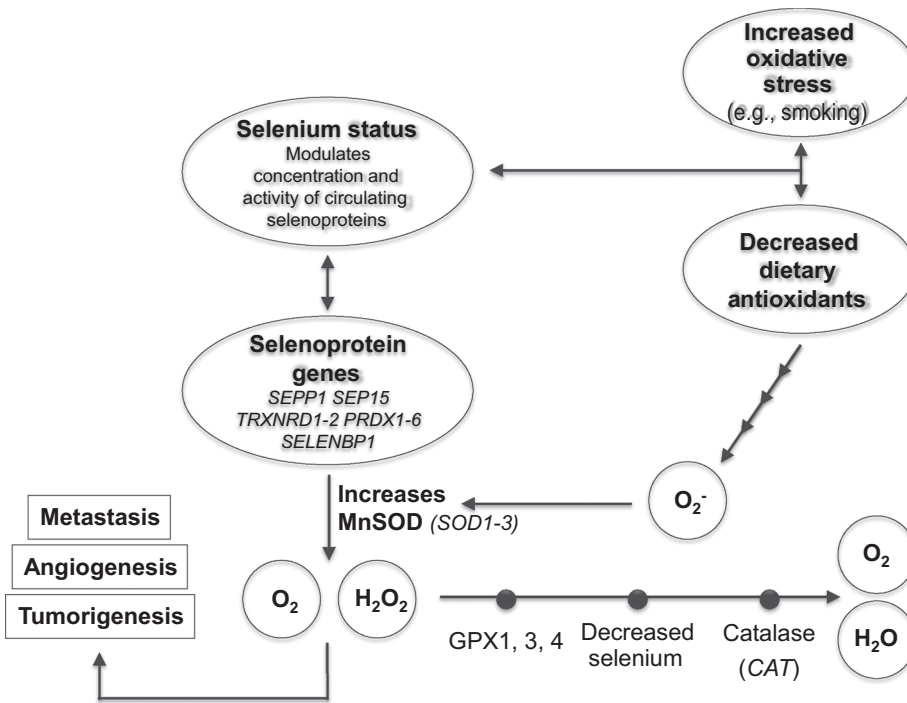 Increased
oxidative
stress
(e.g., smoking)
Selenium status
Modulates
concentration and
activity of circulating
selenoproteins
Decreased
dietary
antioxidants
Selenoprotein
genes
SEPP1 SEP15
TRXNRD1-2 PRDX1-6
SELENBP1
Increases
MnSOD (SOD1-3)
O₂⁻
Metastasis
Angiogenesis
Tumorigenesis
O₂
H₂O₂
GPX1, 3, 4
Decreased
selenium
Catalase
(CAT)
O₂
H₂O